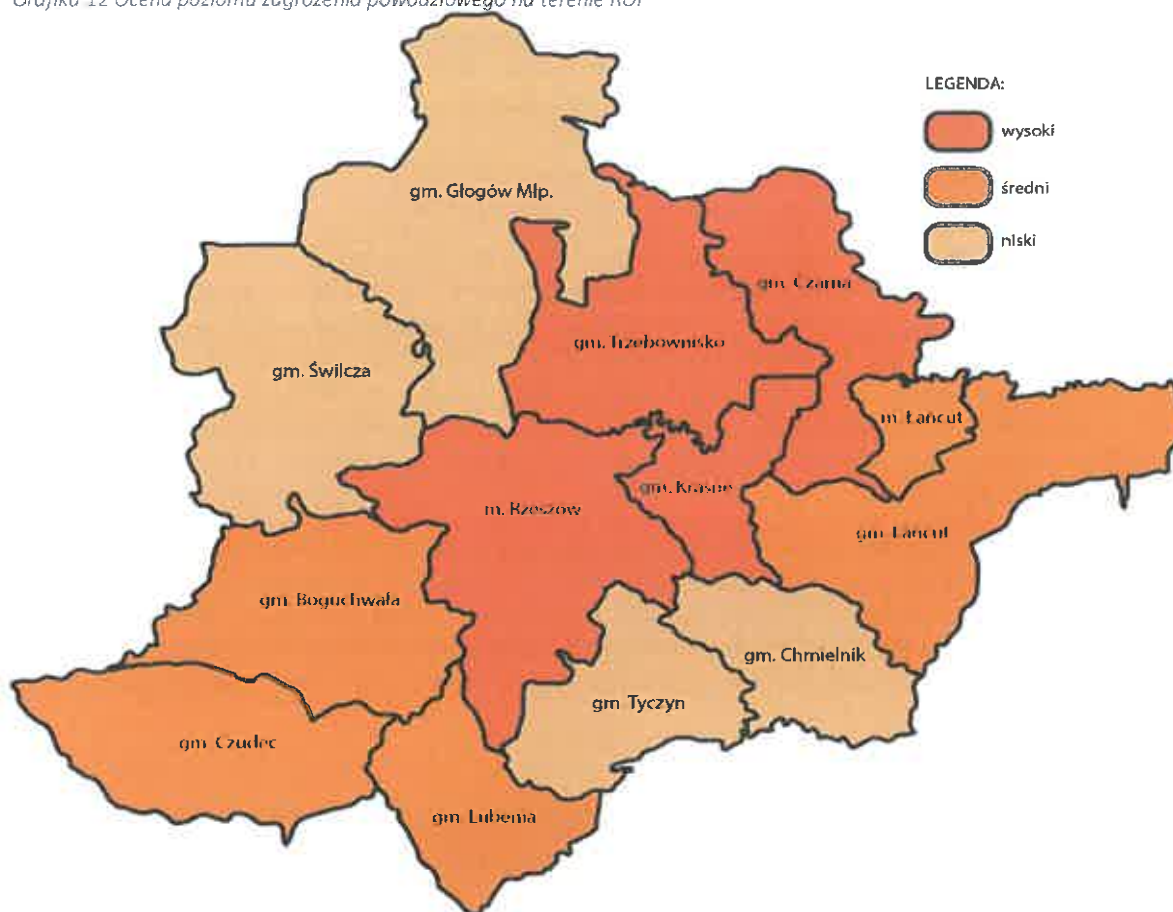 Grafika 12 Ocena poziomu zagrożenia powodziowego na terenie ROF
LEGENDA:
wysoki
średni
niski
gm. Głogów Młp.
gm. Czarna
gm. Trzebownisko
gm. Świlcza
m. Łańcut
gm. Krasne
m. Rzeszów
gm. Łańcut
gm. Boguchwała
gm. Chmielnik
gm. Tyczyn
gm. Czudec
gm. Lubenia